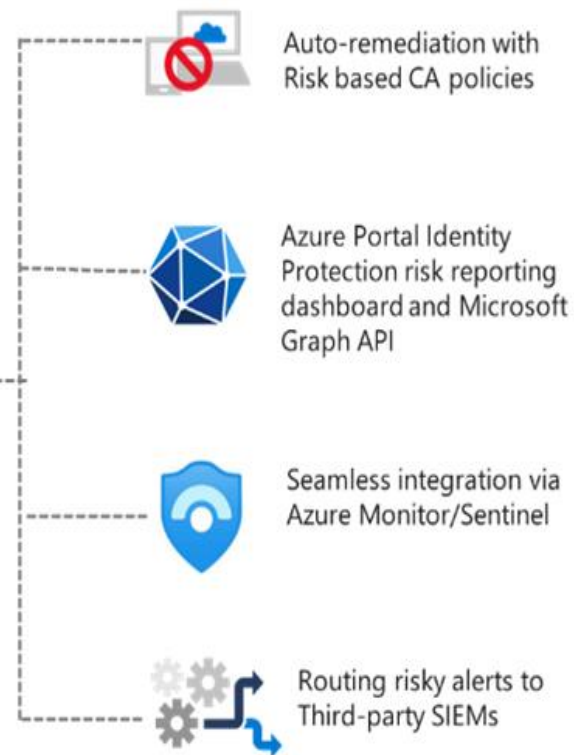 Auto-remediation with
Risk based CA policies
Azure Portal Identity
Protection risk reporting
dashboard and Microsoft
Graph API
Seamless integration via
Azure Monitor/Sentinel
Routing risky alerts to
Third-party SIEMs